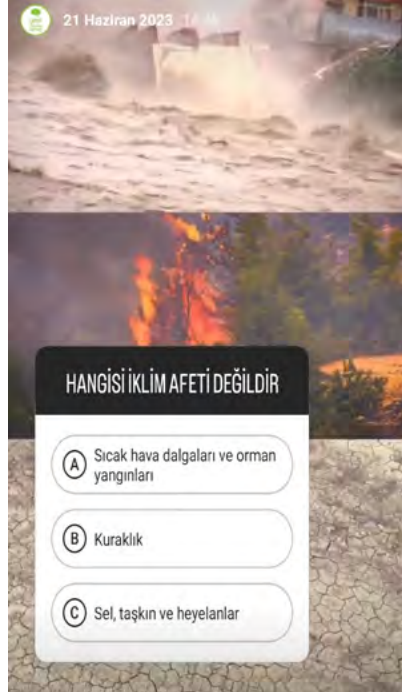 21 Haziran 2023
HANGİSİ İKLİM AFETİ DEĞİLDİR
A Sıcak hava dalgaları ve orman
yangınları
B Kuraklık
C Sel, taşkın ve heyelanlar